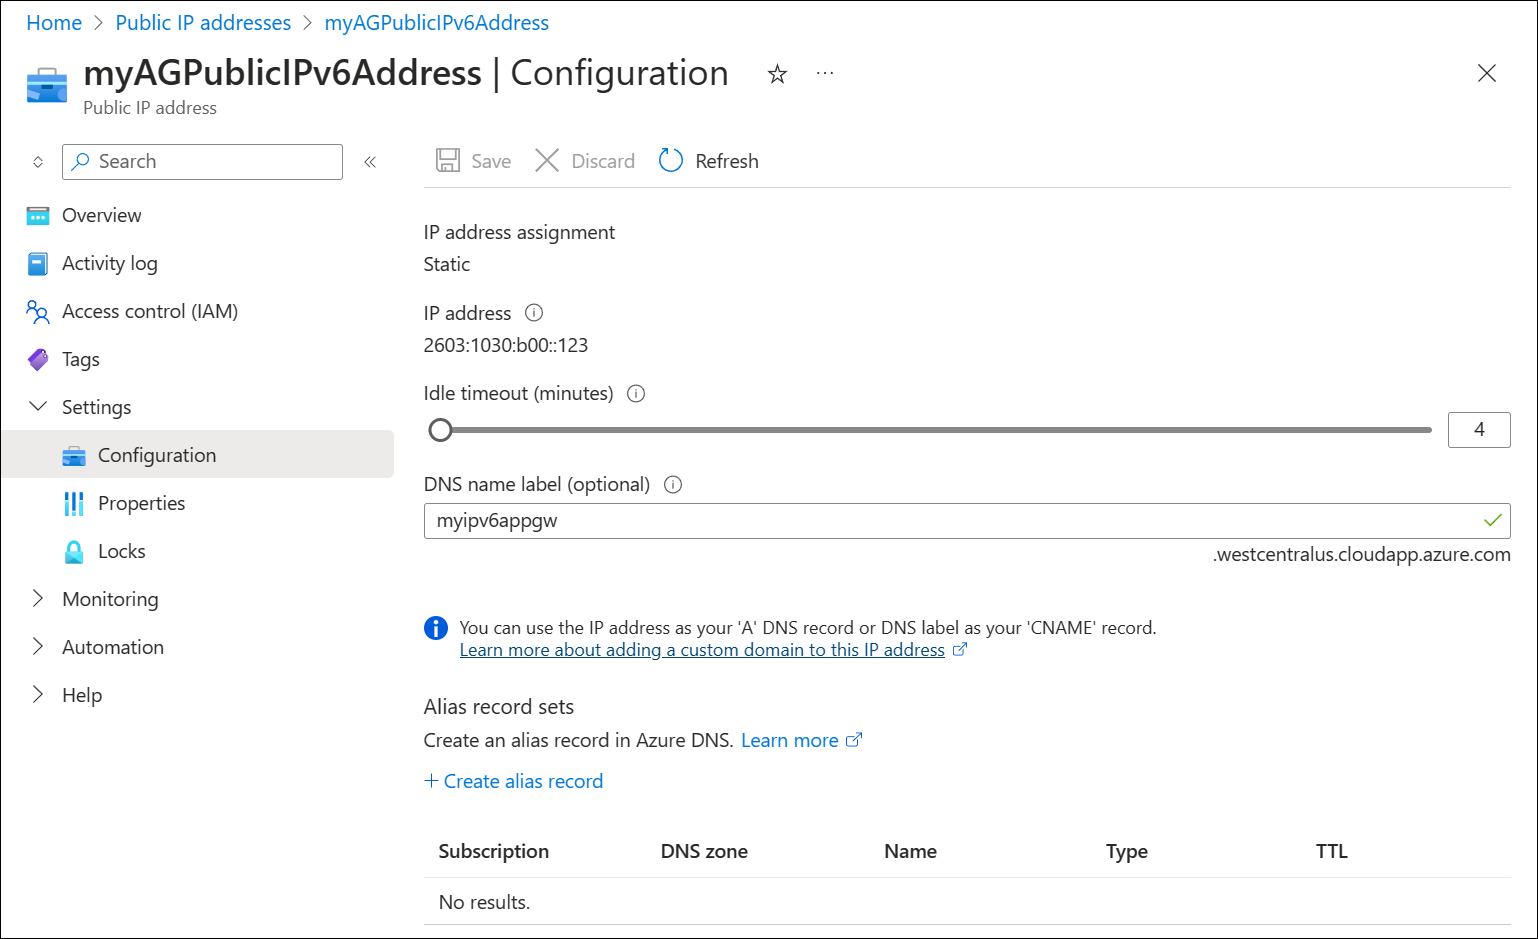 Home > Public IP addresses > myAGPublicIPv6Address
myAGPublicIPv6Address | Configuration
Public IP address
Search
Save Discard Refresh
Overview
Activity log
Access control (IAM)
Tags
Settings
Configuration
Properties
Locks
Monitoring
Automation
Help
IP address assignment
Static
IP address
2603:1030:b00::123
Idle timeout (minutes)
4
DNS name label (optional)
myipv6appgw
.westcentralus.cloudapp.azure.com
You can use the IP address as your 'A' DNS record or DNS label as your 'CNAME' record.
Learn more about adding a custom domain to this IP address
Alias record sets
Create an alias record in Azure DNS. Learn more
+ Create alias record
Subscription DNS zone Name Type TTL
No results.